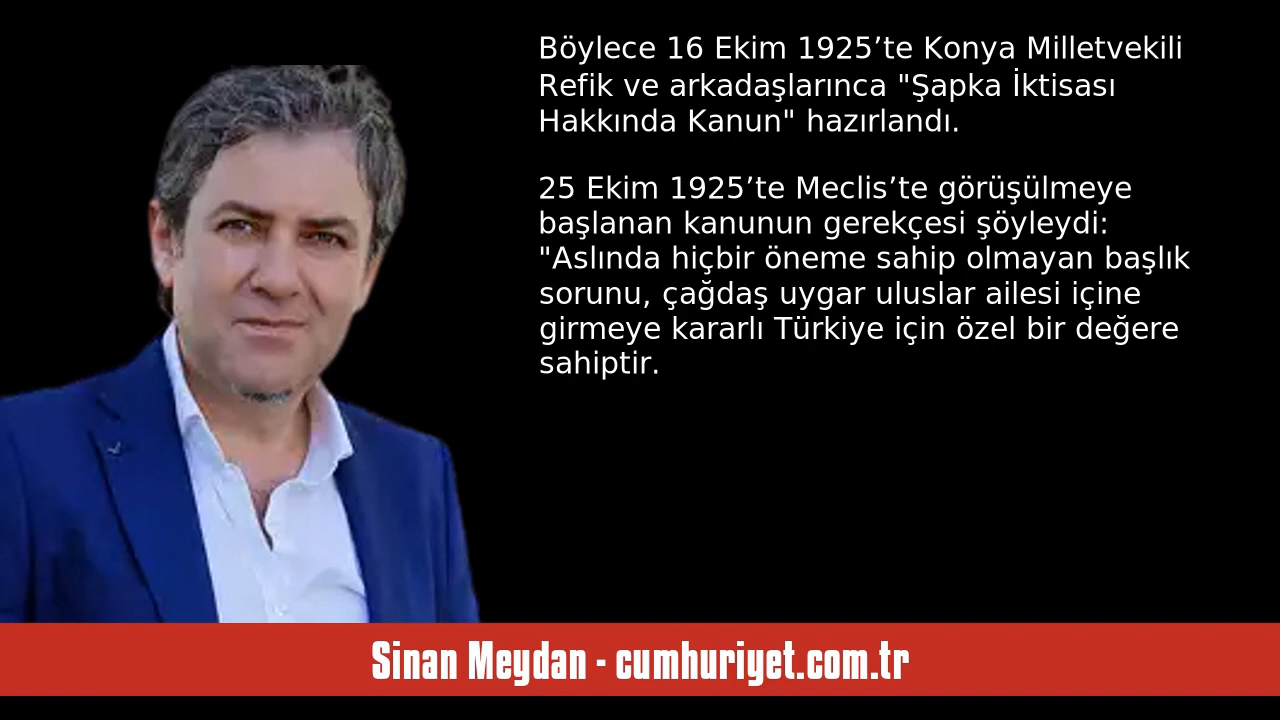 Böylece 16 Ekim 1925’te Konya Milletvekili
Refik ve arkadaşlarınca "Şapka İktisası
Hakkında Kanun" hazırlandı.
25 Ekim 1925’te Meclis’te görüşülmeye
başlanan kanunun gerekçesi şöyleydi:
"Aslında hiçbir öneme sahip olmayan başlık
sorunu, çağdaş uygar uluslar ailesi içine
girmeye kararlı Türkiye için özel bir değere
sahiptir.
Sinan Meydan - cumhuriyet.com.tr